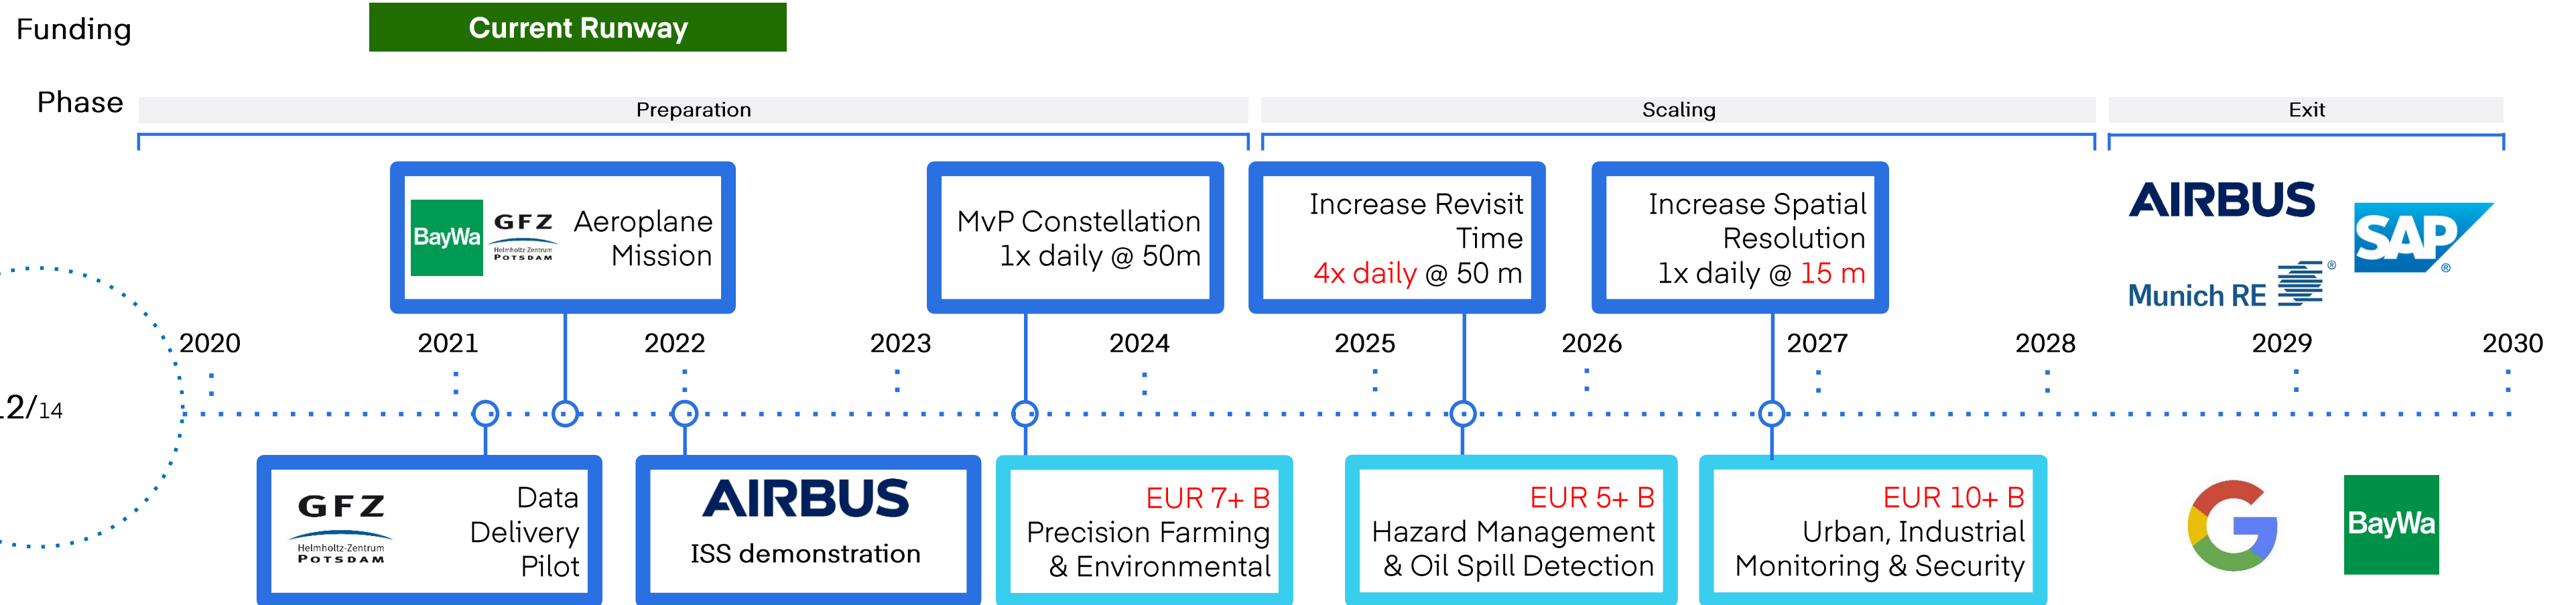 Funding
Current Runway
Phase
Preparation
Scaling
Exit
BayWa
GFZ
Helmholtz-Zentrum
POTSDAM
Aeroplane
Mission
MvP Constellation
1x daily @ 50m
Increase Revisit
Time
4x daily @ 50 m
Increase Spatial
Resolution
1x daily @ 15 m
AIRBUS
SAP
®
Munich RE
®
2020
2021
2022
2023
2024
2025
2026
2027
2028
2029
2030
2/14
GFZ
Helmholtz-Zentrum
POTSDAM
Data
Delivery
Pilot
AIRBUS
ISS demonstration
EUR 7+ B
Precision Farming
& Environmental
EUR 5+ B
Hazard Management
& Oil Spill Detection
EUR 10+ B
Urban, Industrial
Monitoring & Security
G
BayWa